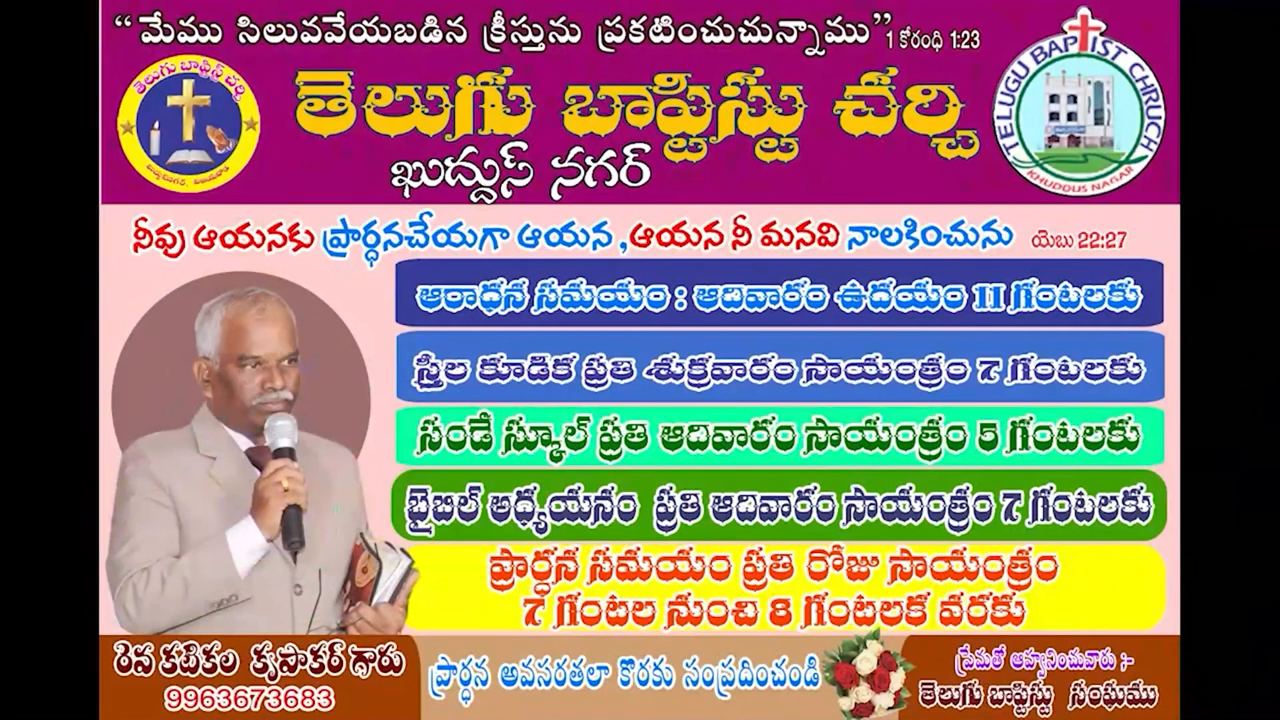 “మేము సిలువవేయబడిన క్రీస్తును ప్రకటించుచున్నాము” 1 కోరంధి 1:23
తెలుగు బాప్టిస్టు చర్చి
తెలుగు బాప్టిస్టు చర్చి
ఖుద్దుస్ నగర్
TELUGU BAPTIST CHRUCH
KHUDDUS NAGAR
నీవు ఆయనకు ప్రార్ధనచేయగా ఆయన ,ఆయన నీ మనవి నాలకించును యెబు 22:27
ఆరాధన సమయం : ఆదివారం ఉదయం 11 గంటలకు
స్త్రీల కూడిక ప్రతి శుక్రవారం సాయంత్రం 7 గంటలకు
సండే స్కూల్ ప్రతి ఆదివారం సాయంత్రం 5 గంటలకు
బైబిల్ అధ్యయనం ప్రతి ఆదివారం సాయంత్రం 7 గంటలకు
ప్రార్ధన సమయం ప్రతి రోజు సాయంత్రం
7 గంటల నుంచి 8 గంటలక వరకు
రెవ కటికల కృపాకర్ గారు
9963673683
ప్రార్ధన అవసరతలా కొరకు సంప్రదించండి
ప్రేమతో ఆహ్వనించువారు :-
తెలుగు బాప్టిస్టు సంఘము